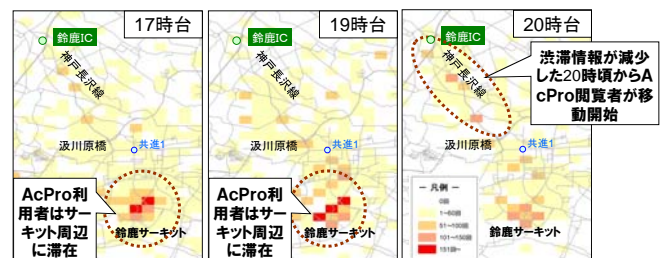 17時台
鈴鹿IC
神戸長沢線
汲川原橋
共進1
AcPro利
用者はサー
キット周辺
に滞在
鈴鹿サーキット
19時台
鈴鹿IC
神戸長沢線
汲川原橋
共進1
AcPro利
用者はサー
キット周辺
に滞在
鈴鹿サーキット
20時台
鈴鹿IC
神戸長沢線
渋滞情報が減少
した20時頃からA
cPro閲覧者が移
動開始
汲川原橋
共進1
- 凡例 -
0回
1~50回
51~100回
101~150回
151回~
鈴鹿サーキット